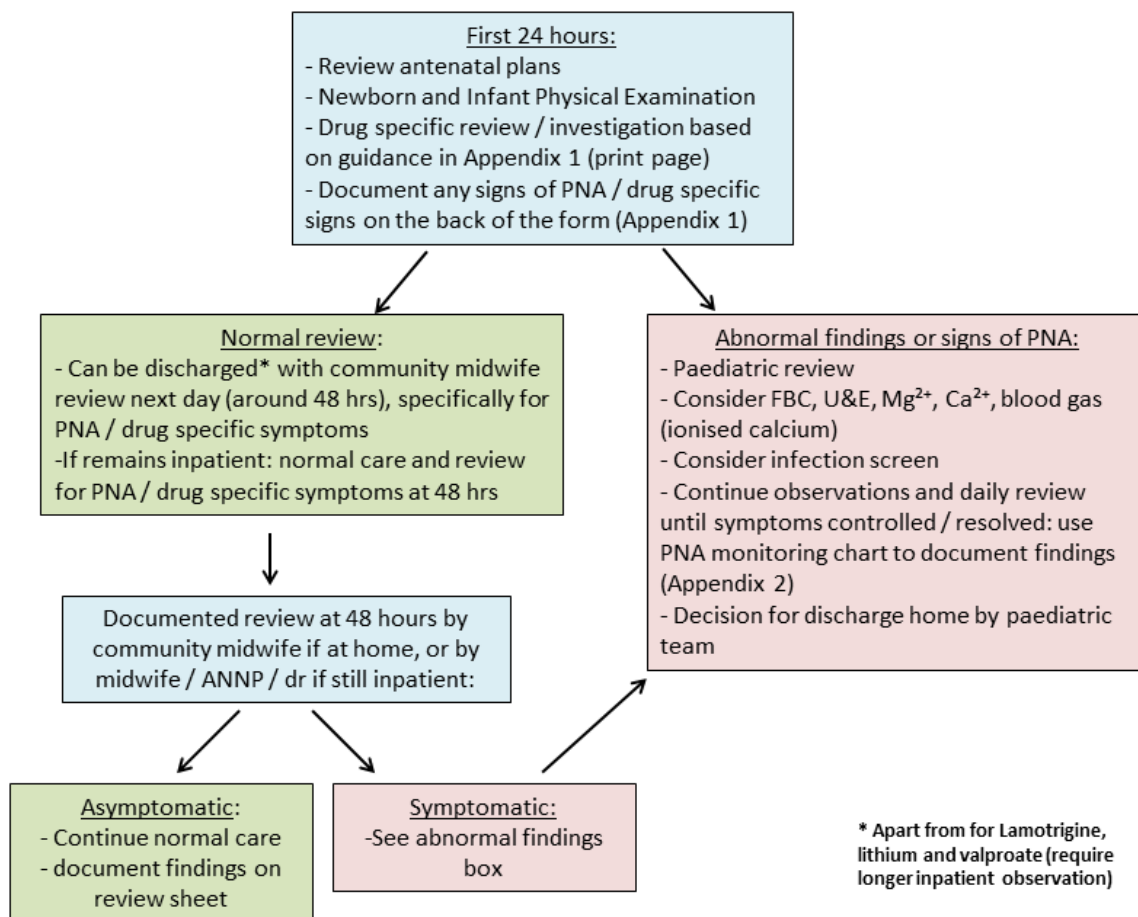 First 24 hours:
- Review antenatal plans
- Newborn and Infant Physical Examination
- Drug specific review / investigation based
on guidance in Appendix 1 (print page)
- Document any signs of PNA / drug specific
signs on the back of the form (Appendix 1)
Normal review:
- Can be discharged* with community midwife
review next day (around 48 hrs), specifically for
PNA / drug specific symptoms
-If remains inpatient: normal care and review
for PNA / drug specific symptoms at 48 hrs
Abnormal findings or signs of PNA:
- Paediatric review
- Consider FBC, U&E, Mg²⁺, Ca²⁺, blood gas
(ionised calcium)
- Consider infection screen
- Continue observations and daily review
until symptoms controlled / resolved: use
PNA monitoring chart to document findings
(Appendix 2)
- Decision for discharge home by paediatric
team
Documented review at 48 hours by
community midwife if at home, or by
midwife / ANNP / dr if still inpatient:
Asymptomatic:
- Continue normal care
- document findings on
review sheet
Symptomatic:
-See abnormal findings
box
* Apart from for Lamotrigine,
lithium and valproate (require
longer inpatient observation)